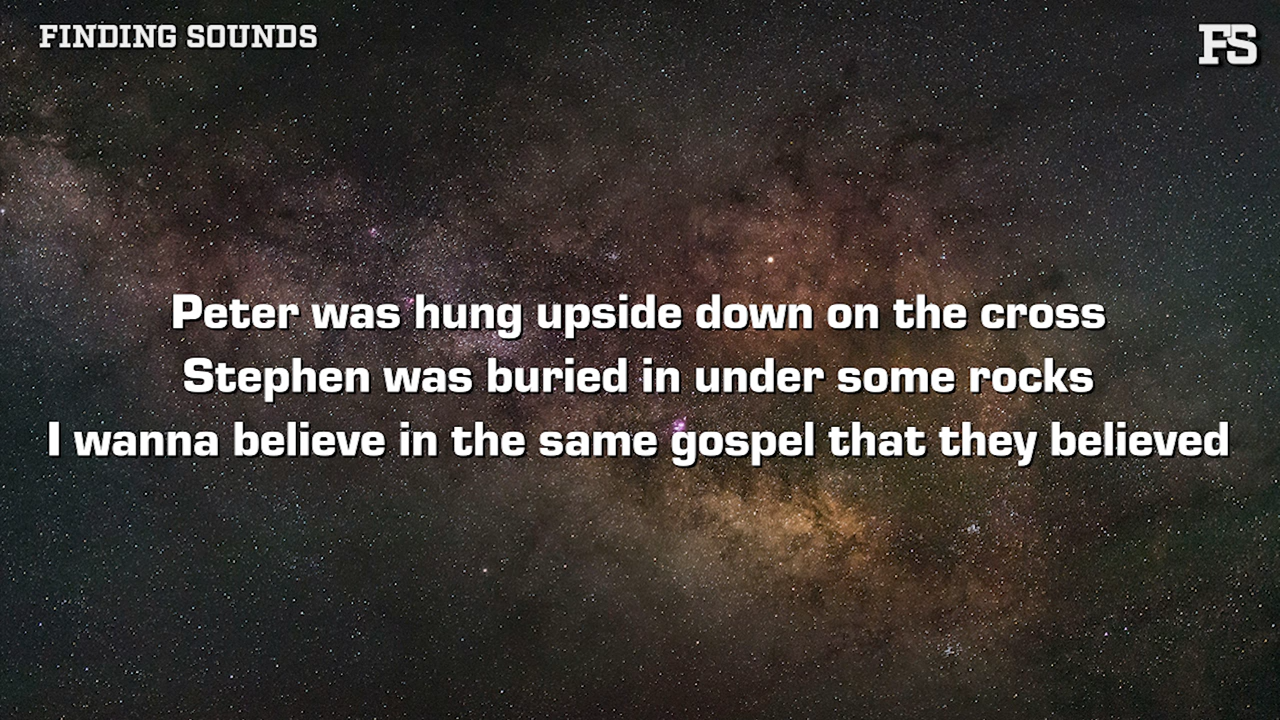 FINDING SOUNDS
FS
Peter was hung upside down on the cross
Stephen was buried in under some rocks
I wanna believe in the same gospel that they believed